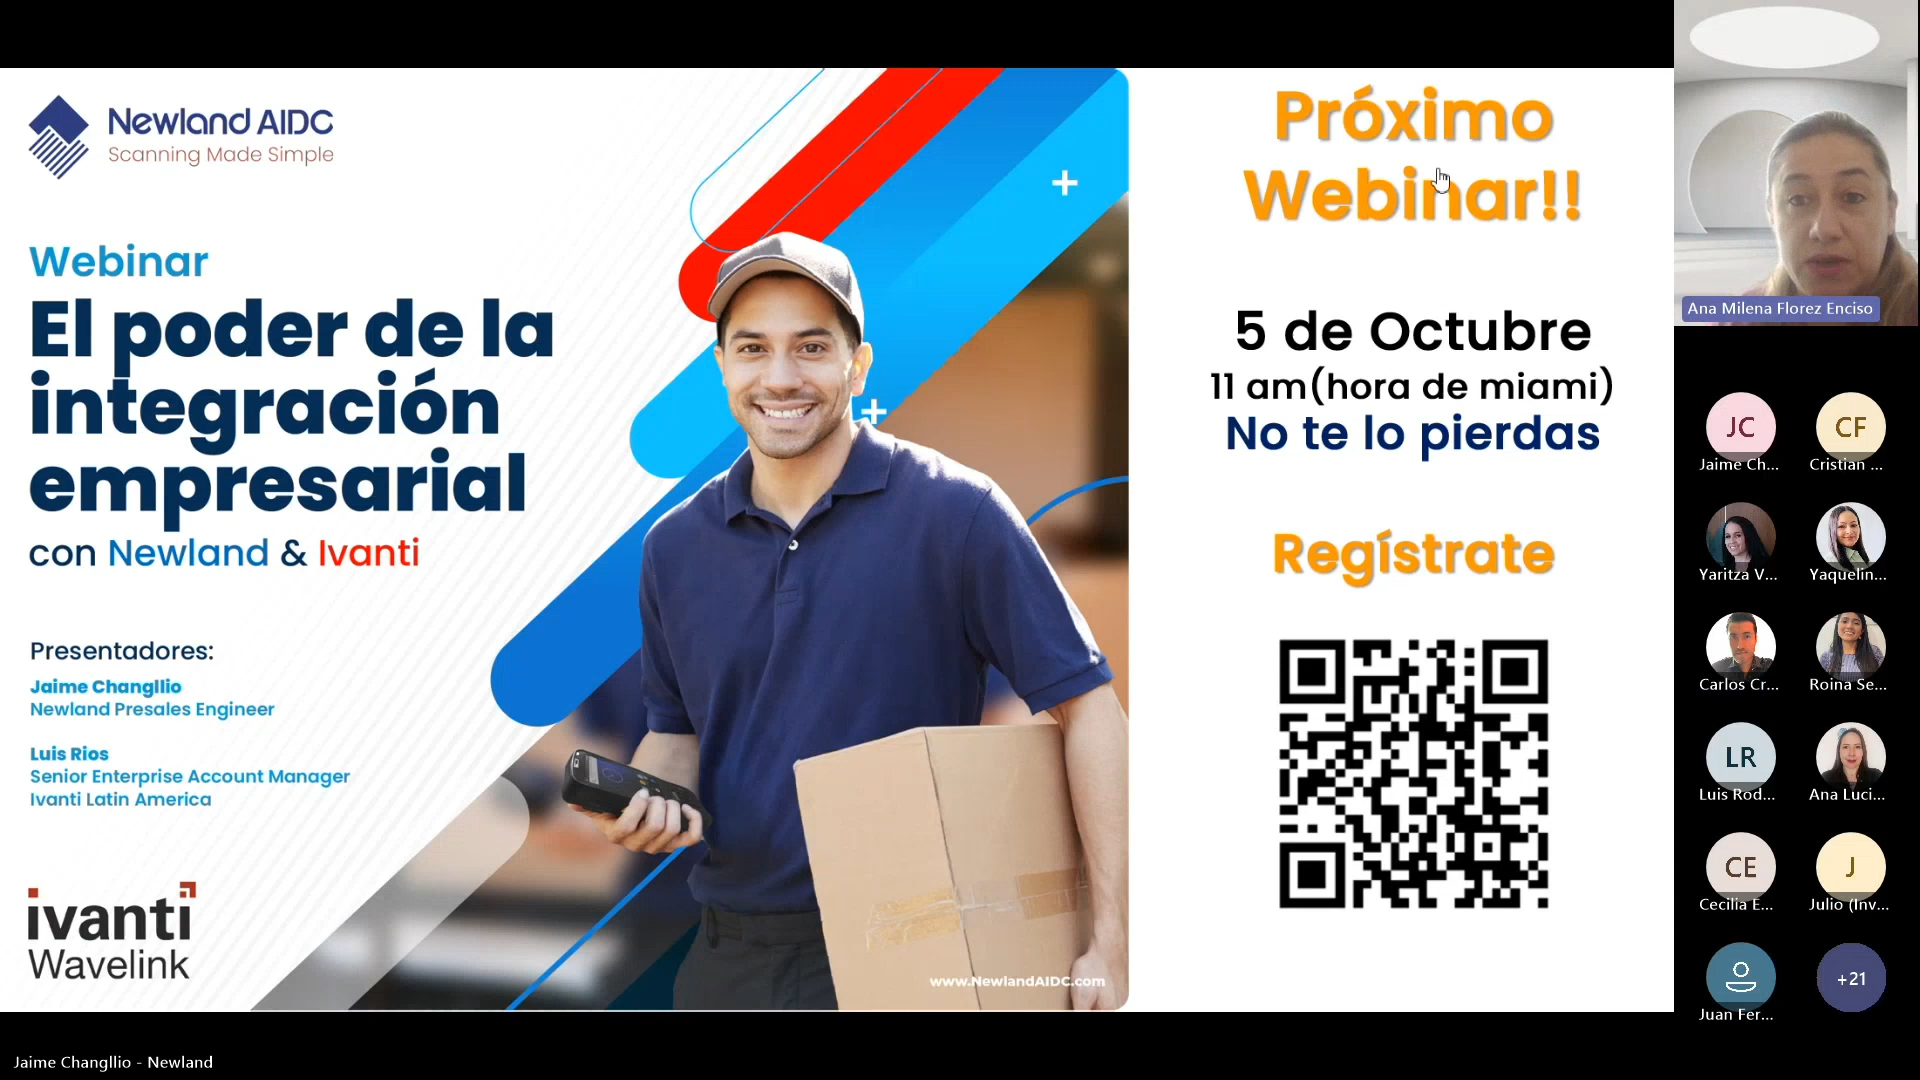 Newland AIDC
Scanning Made Simple
Webinar
El poder de la
integración
empresarial
con Newland & Ivanti
Presentadores:
Jaime Changllio
Newland Presales Engineer
Luis Rios
Senior Enterprise Account Manager
Ivanti Latin America
ivanti
Wavelink
www.NewlandAIDC.com
Próximo
Webinar!!
5 de Octubre
11 am(hora de miami)
No te lo pierdas
Regístrate
Ana Milena Florez Enciso
JC
Jaime Ch...
CF
Cristian ...
Yaritza V...
Yaquelin...
Carlos Cr...
Roina Se...
LR
Luis Rod...
Ana Luci...
CE
Cecilia E...
J
Julio (Inv...
Juan Fer...
+21
Jaime Changllio - Newland